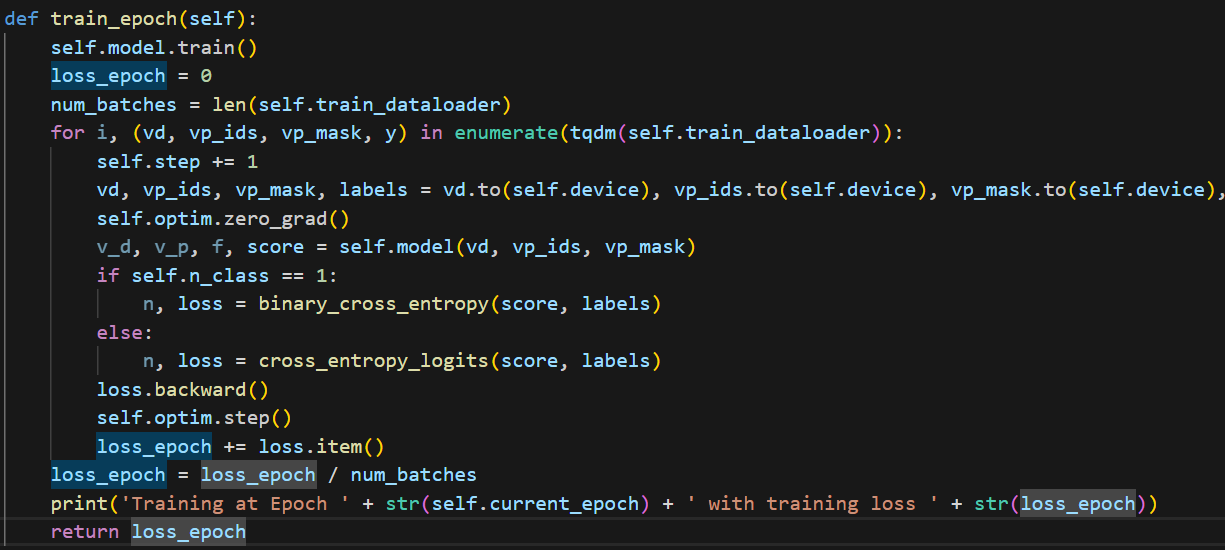 def train_epoch(self):
    self.model.train()
    loss_epoch = 0
    num_batches = len(self.train_dataloader)
    for i, (vd, vp_ids, vp_mask, y) in enumerate(tqdm(self.train_dataloader)):
        self.step += 1
        vd, vp_ids, vp_mask, labels = vd.to(self.device), vp_ids.to(self.device), vp_mask.to(self.device),
        self.optim.zero_grad()
        v_d, v_p, f, score = self.model(vd, vp_ids, vp_mask)
        if self.n_class == 1:
            n, loss = binary_cross_entropy(score, labels)
        else:
            n, loss = cross_entropy_logits(score, labels)
        loss.backward()
        self.optim.step()
        loss_epoch += loss.item()
    loss_epoch = loss_epoch / num_batches
    print('Training at Epoch ' + str(self.current_epoch) + ' with training loss ' + str(loss_epoch))
    return loss_epoch